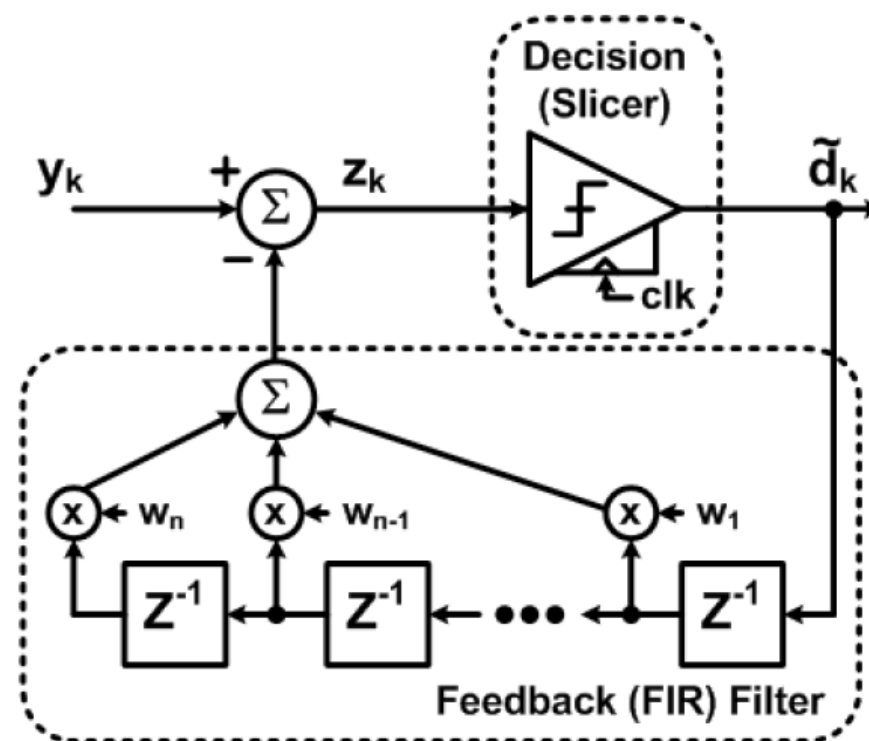 Decision
(Slicer)
yₖ
+
Σ
zₖ
d̃ₖ
−
clk
Σ
x
wₙ
x
wₙ₋₁
x
w₁
Z⁻¹
Z⁻¹
•••
Z⁻¹
Feedback (FIR) Filter